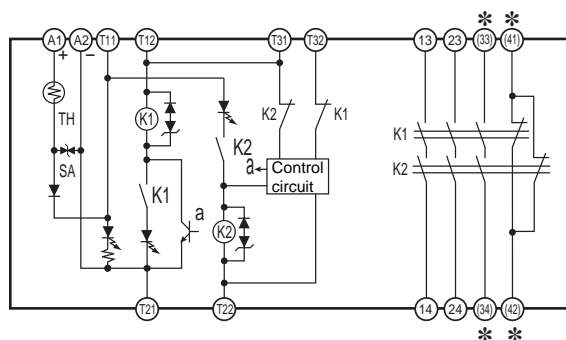 ✱ ✱
A1 A2 T11 T12 T31 T32 13 23 (33) (41)
+ −
TH
SA
K1
K1
a
K2
K2
K2 K1
a
Control
circuit
K1
K2
T21 T22 14 24 (34) (42)
✱ ✱